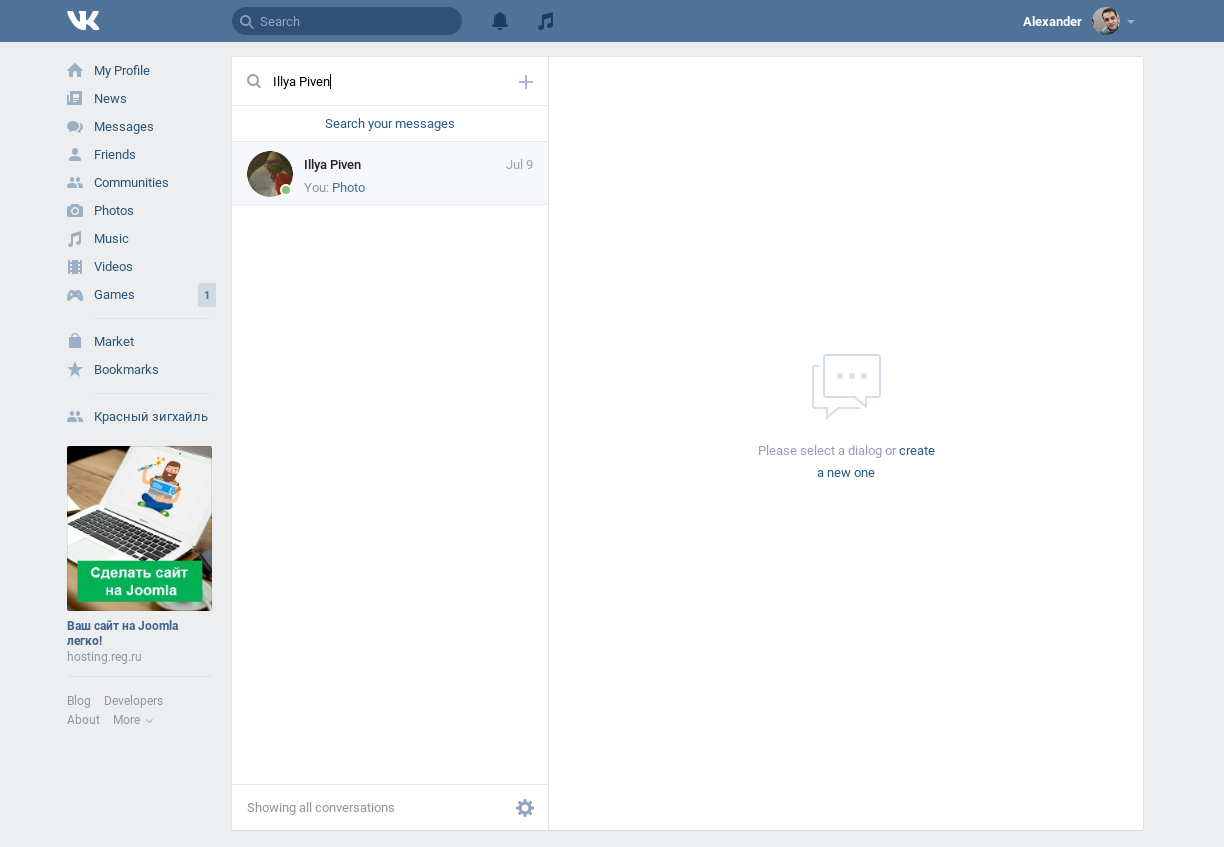 Search
Alexander
My Profile
News
Messages
Friends
Communities
Photos
Music
Videos
Games
1
Market
Bookmarks
Красный зигхайль
Сделать сайт
на Joomla
Ваш сайт на Joomla
легко!
hosting.reg.ru
Blog Developers
About More
Illya Piven
Search your messages
Illya Piven Jul 9
You: Photo
Showing all conversations
Please select a dialog or create
a new one